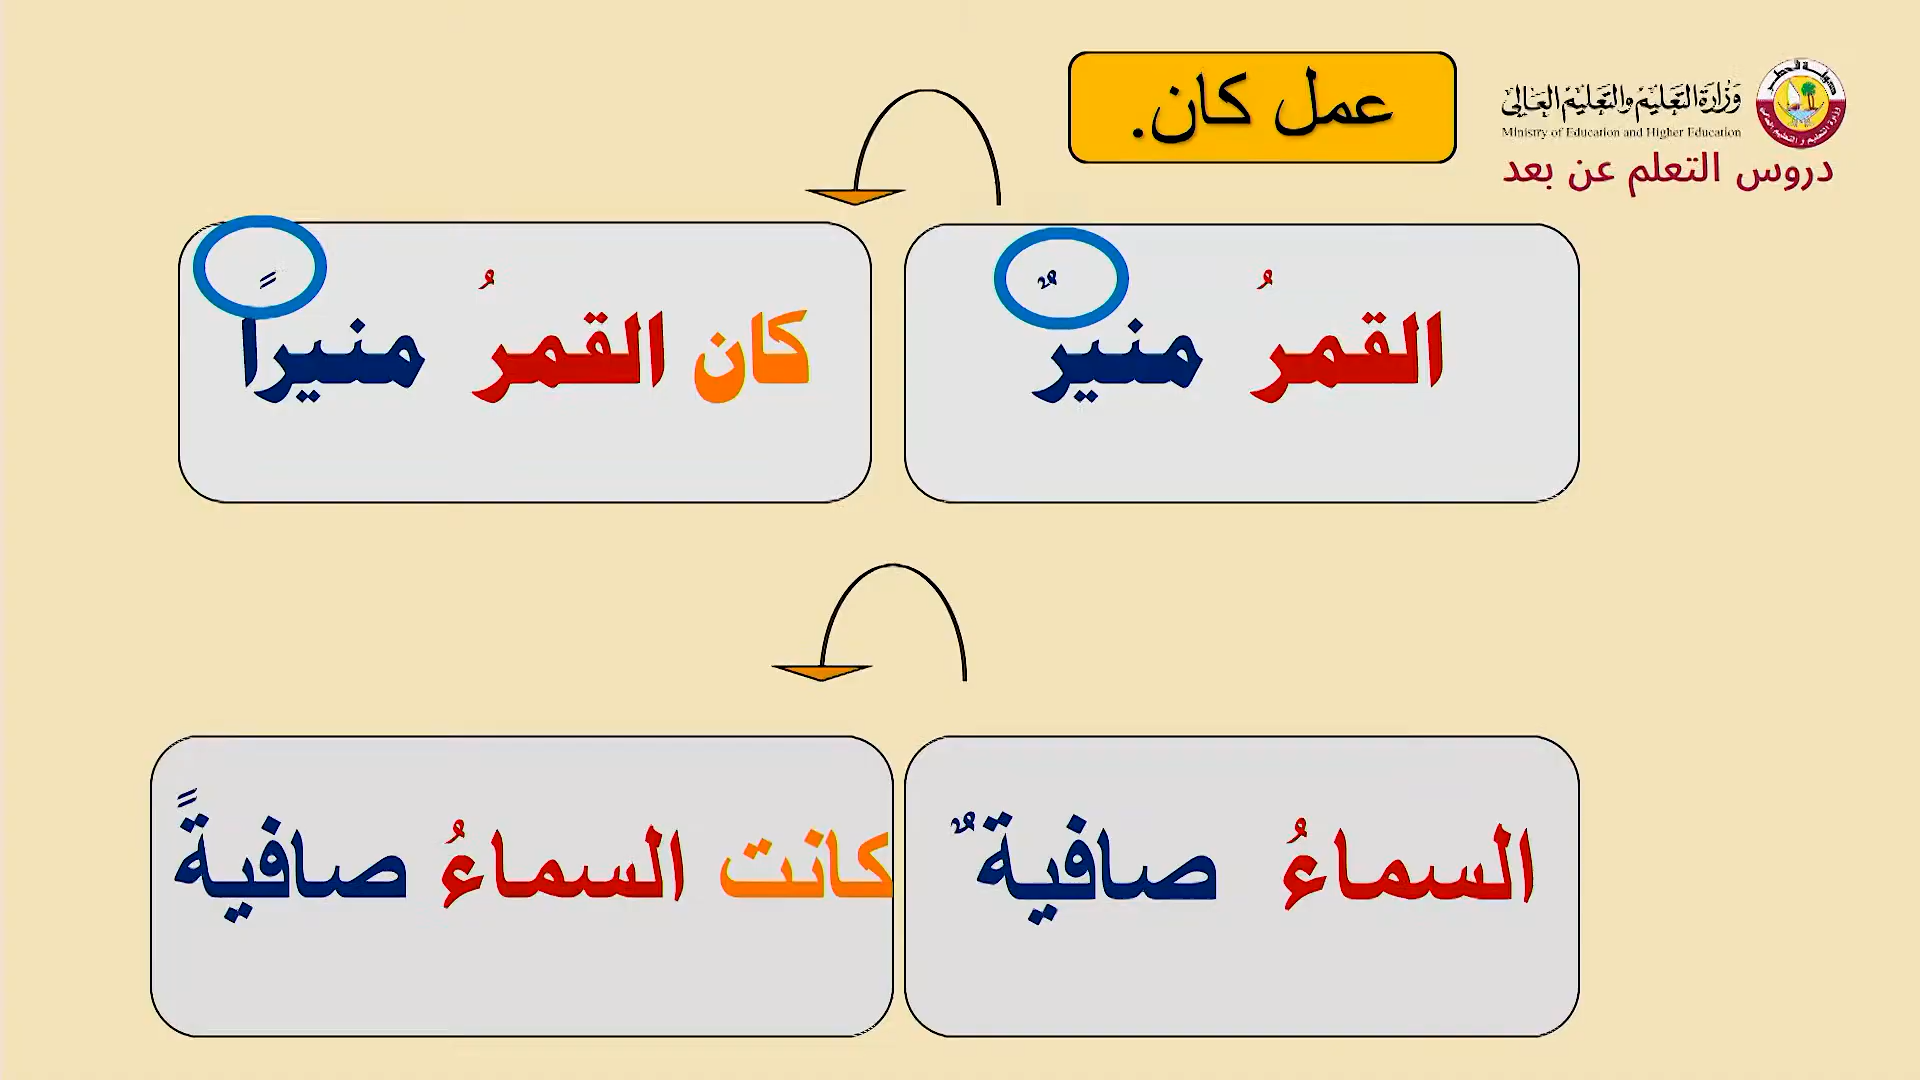 عمل كان.
وزارة التعليم والتعليم العالي
Ministry of Education and Higher Education
دروس التعلم عن بعد
القمرُ منيرٌ
كان القمرُ منيراً
السماءُ صافيةٌ
كانت السماءُ صافيةً